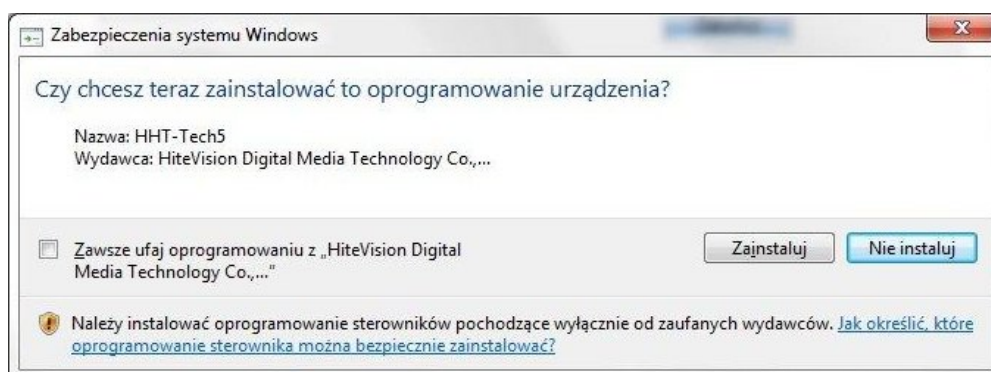 Zabezpieczenia systemu Windows
Czy chcesz teraz zainstalować to oprogramowanie urządzenia?
Nazwa: HHT-Tech5
Wydawca: HiteVision Digital Media Technology Co.,...
Zawsze ufaj oprogramowaniu z „HiteVision Digital
Media Technology Co.,...”
Zainstaluj
Nie instaluj
Należy instalować oprogramowanie sterowników pochodzące wyłącznie od zaufanych wydawców. Jak określić, które
oprogramowanie sterownika można bezpiecznie zainstalować?